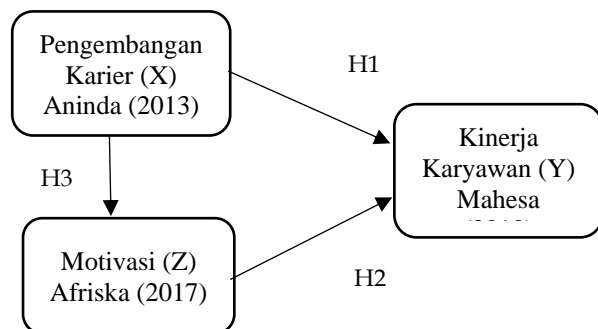 Pengembangan
Karier (X)
Aninda (2013)
H1
Kinerja
Karyawan (Y)
Mahesa
H3
Motivasi (Z)
Afriska (2017)
H2